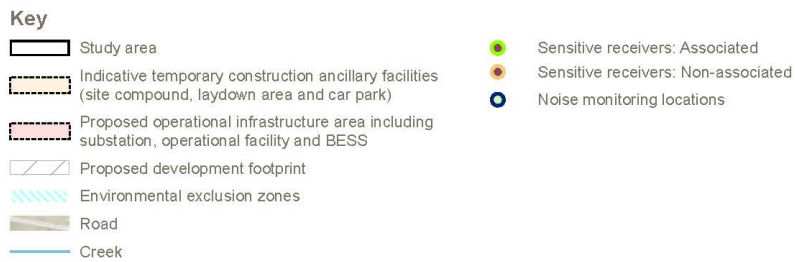 Key
Study area
Indicative temporary construction ancillary facilities
(site compound, laydown area and car park)
Proposed operational infrastructure area including
substation, operational facility and BESS
Proposed development footprint
Environmental exclusion zones
Road
Creek
Sensitive receivers: Associated
Sensitive receivers: Non-associated
Noise monitoring locations